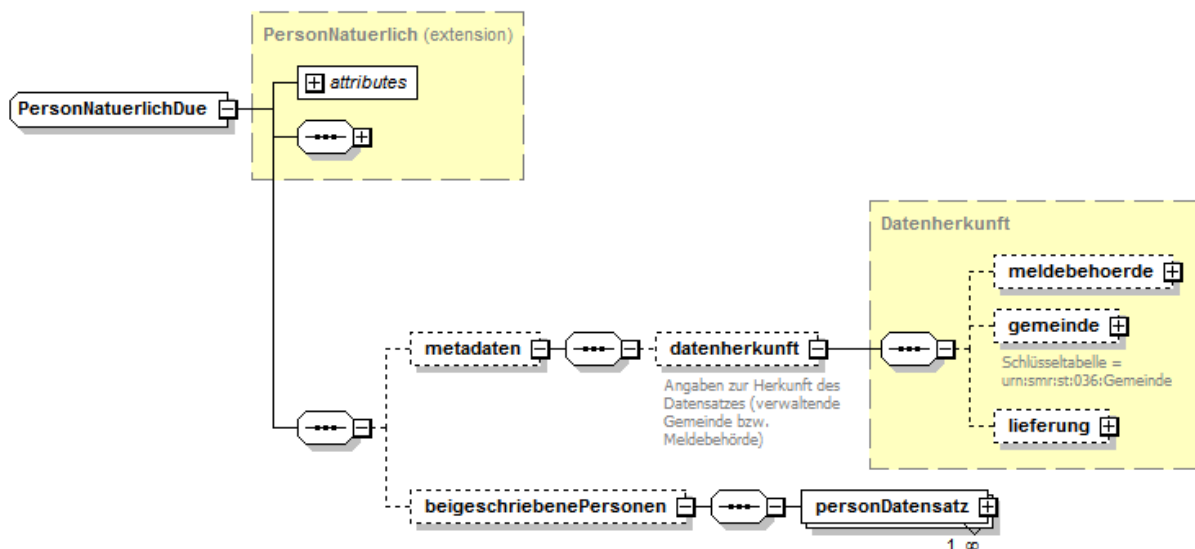 PersonNatuerlich (extension)
attributes
PersonNatuerlichDue
Datenherkunft
meldebehoerde
gemeinde
Schlüsseltabelle =
urn:smr:st:036:Gemeinde
lieferung
metadaten
datenherkunft
Angaben zur Herkunft des
Datensatzes (verwaltende
Gemeinde bzw.
Meldebehörde)
beigeschriebenePersonen
personDatensatz
1..∞